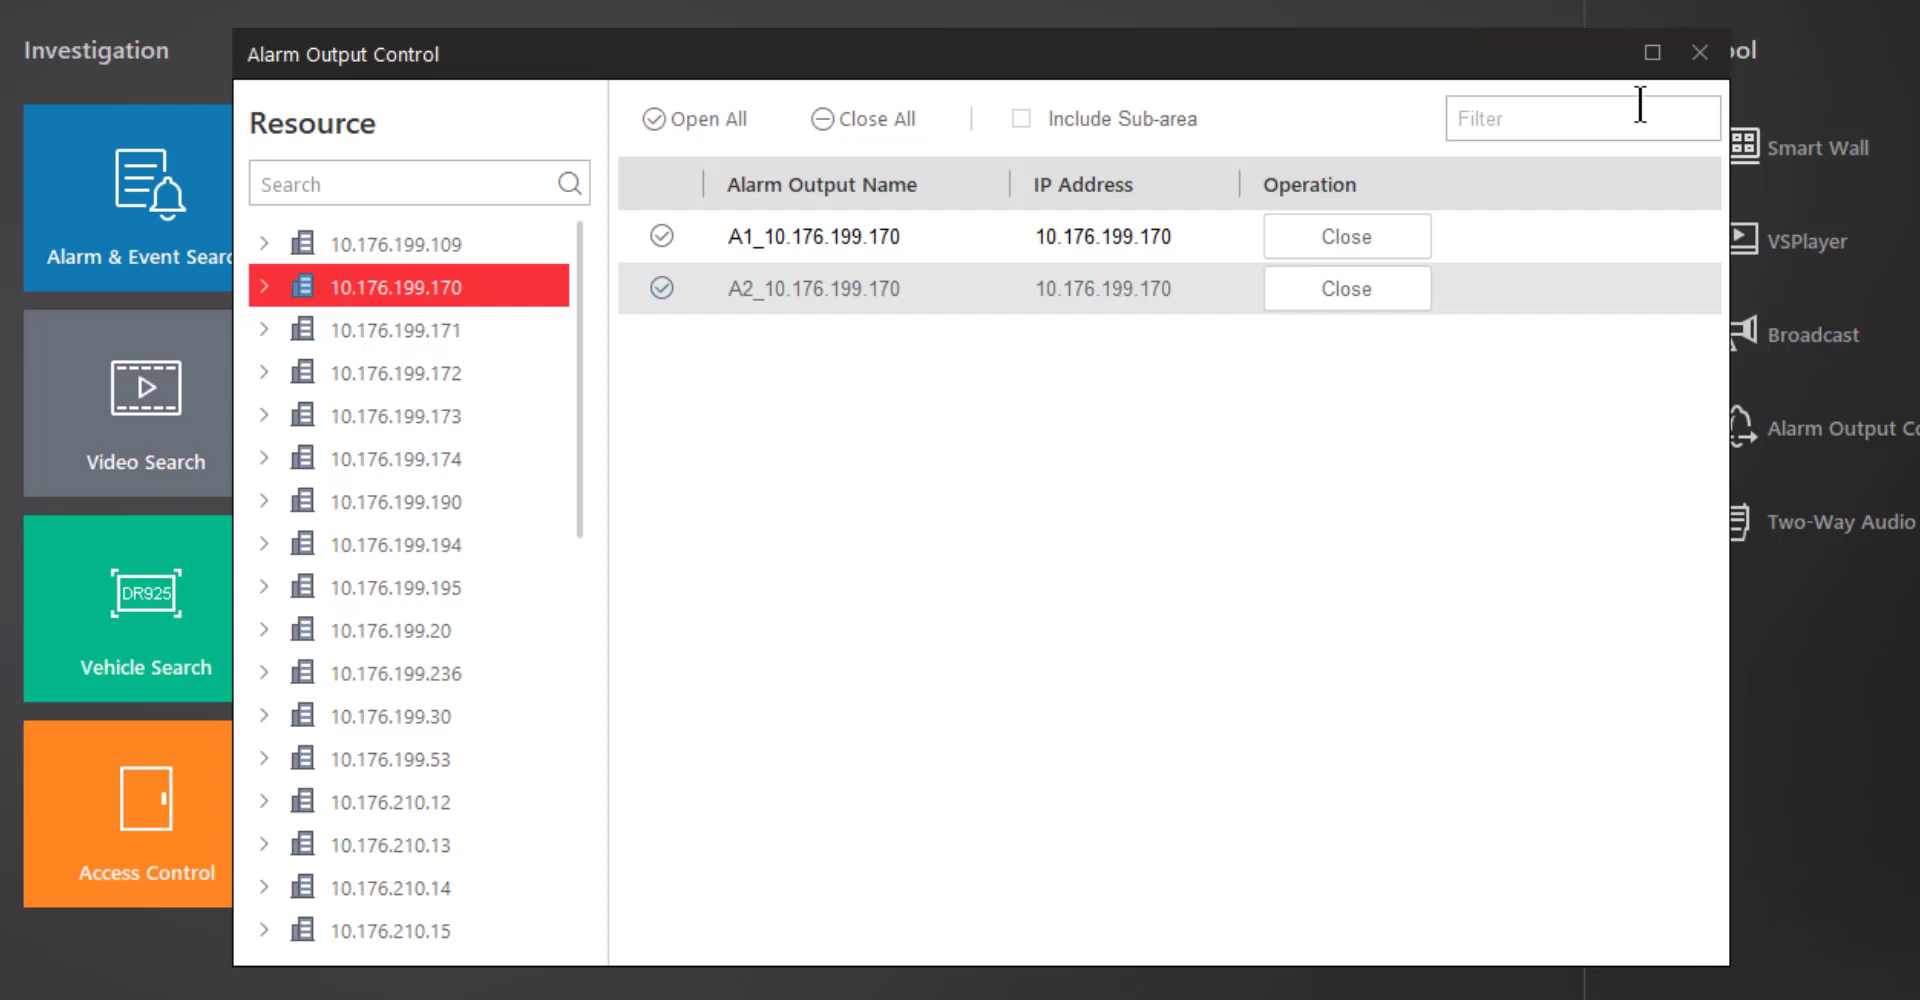 Investigation
Alarm & Event Searc
Video Search
DR925
Vehicle Search
Access Control
Alarm Output Control
Resource
Search
10.176.199.109
10.176.199.170
10.176.199.171
10.176.199.172
10.176.199.173
10.176.199.174
10.176.199.190
10.176.199.194
10.176.199.195
10.176.199.20
10.176.199.236
10.176.199.30
10.176.199.53
10.176.210.12
10.176.210.13
10.176.210.14
10.176.210.15
Open All Close All Include Sub-area Filter
Alarm Output Name IP Address Operation
A1_10.176.199.170 10.176.199.170 Close
A2_10.176.199.170 10.176.199.170 Close
ool
Smart Wall
VSPlayer
Broadcast
Alarm Output Co
Two-Way Audio